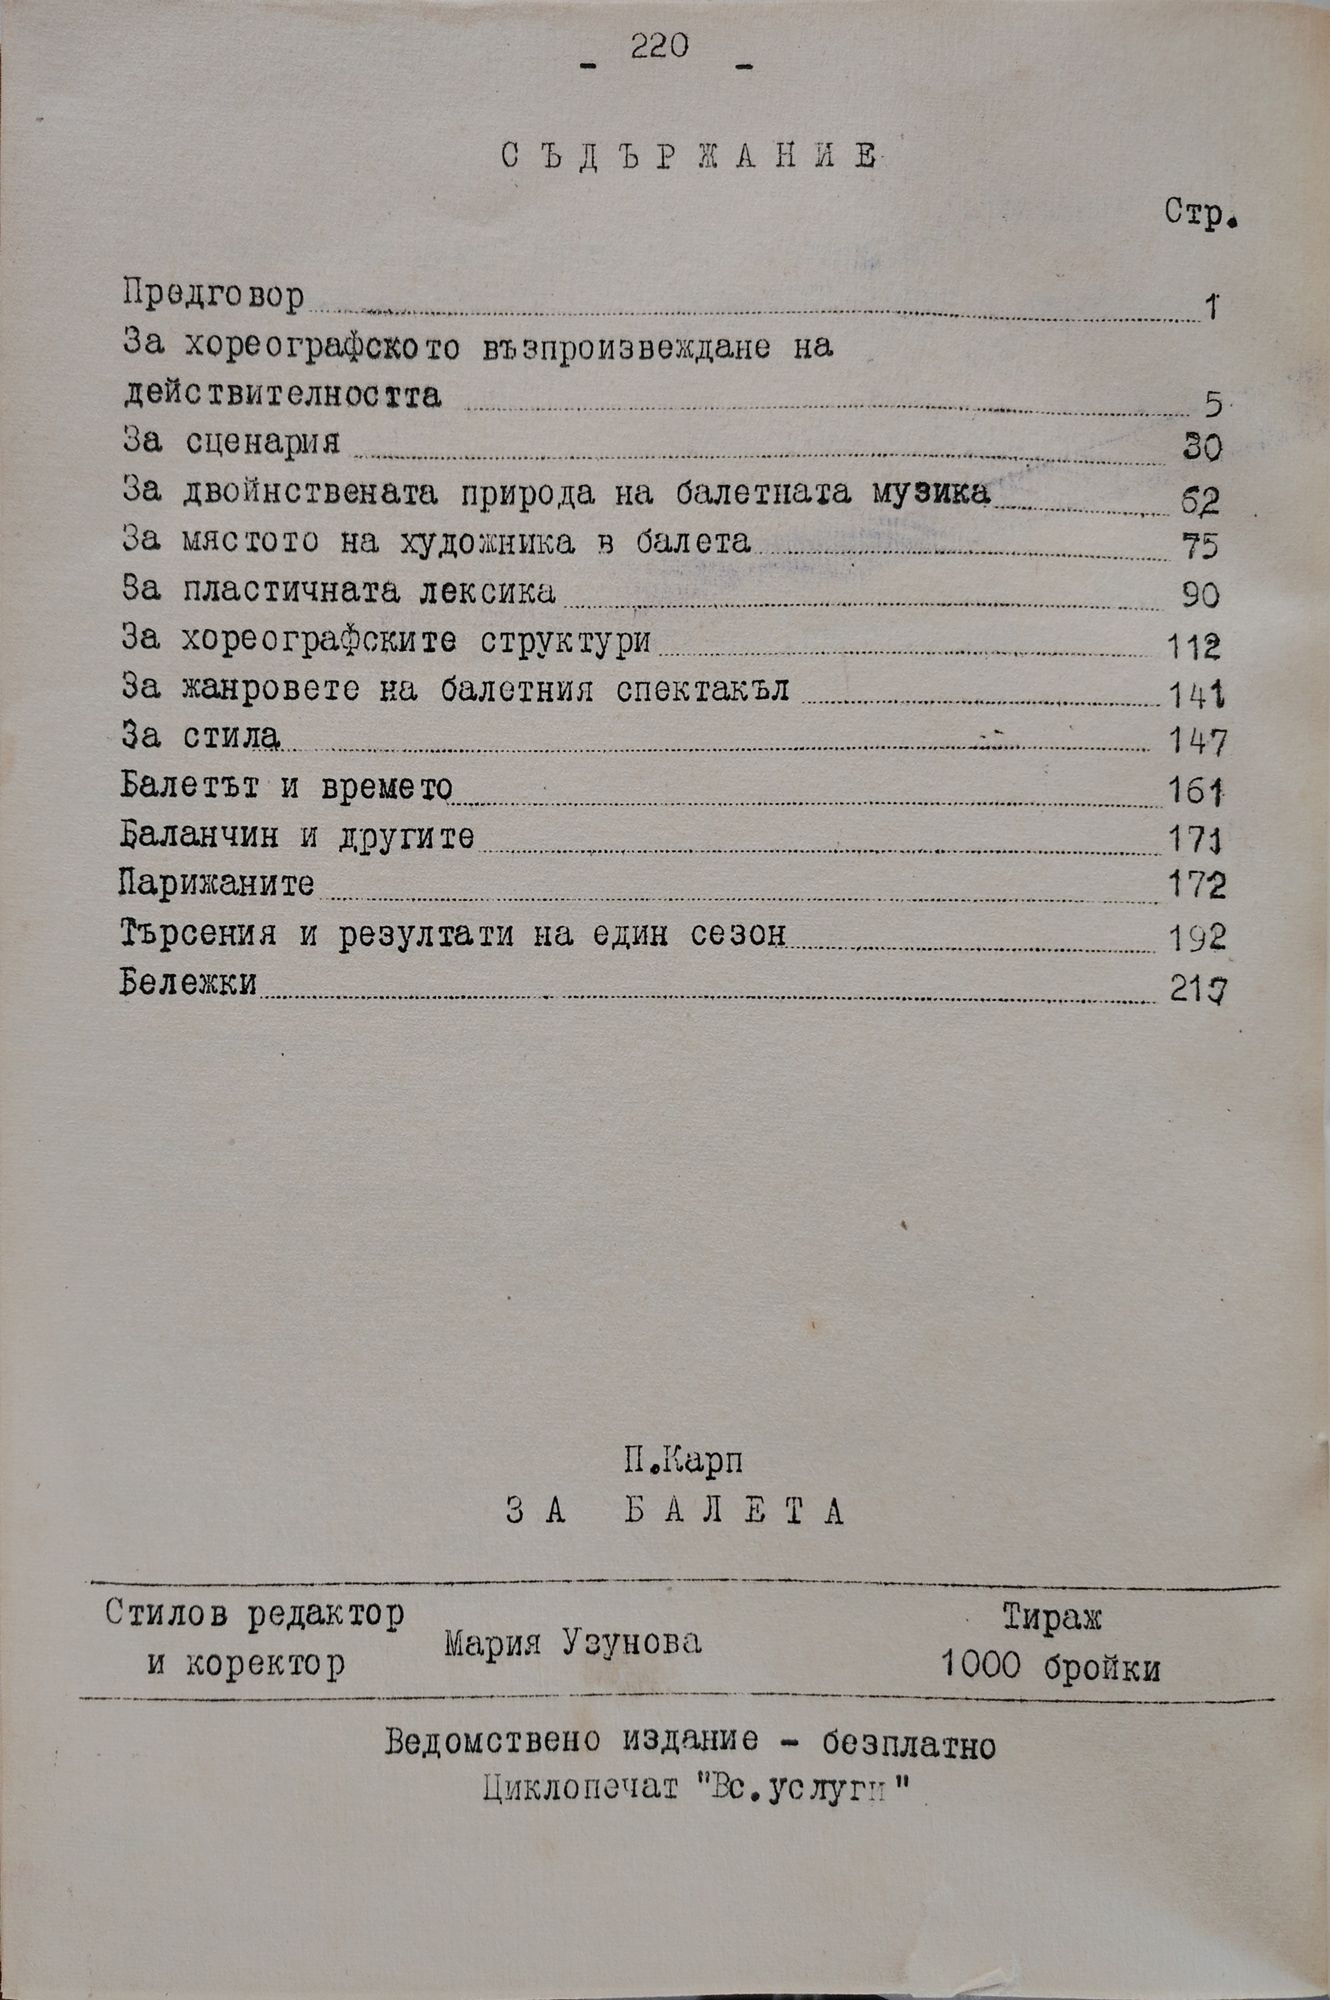 - 220 -
СЪДЪРЖАНИЕ
Стр.
Предговор 1
За хореографското възпроизвеждане на
действителността 5
За сценария 30
За двойнствената природа на балетната музика 62
За мястото на художника в балета 75
За пластичната лексика 90
За хореографските структури 112
За жанровете на балетния спектакъл 141
За стила 147
Балетът и времето 161
Баланчин и другите 171
Парижаните 172
Търсения и резултати на един сезон 192
Бележки
П.Карп
ЗА БАЛЕТА
Стилов редактор
и коректор
Мария Узунова
Тираж
1000 бройки
Ведомствено издание - безплатно
Циклопечат "Вс.услуги"